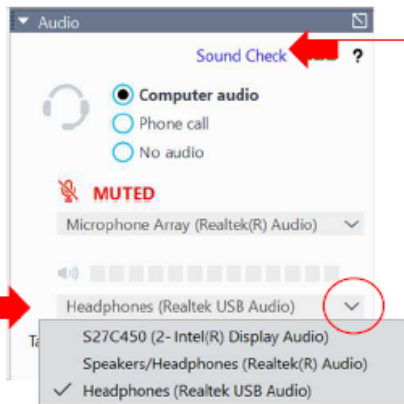 Audio
Sound Check ?
Computer audio
Phone call
No audio
MUTED
Microphone Array (Realtek(R) Audio)
Headphones (Realtek USB Audio)
Ta
S27C450 (2- Intel(R) Display Audio)
Speakers/Headphones (Realtek(R) Audio)
Headphones (Realtek USB Audio)